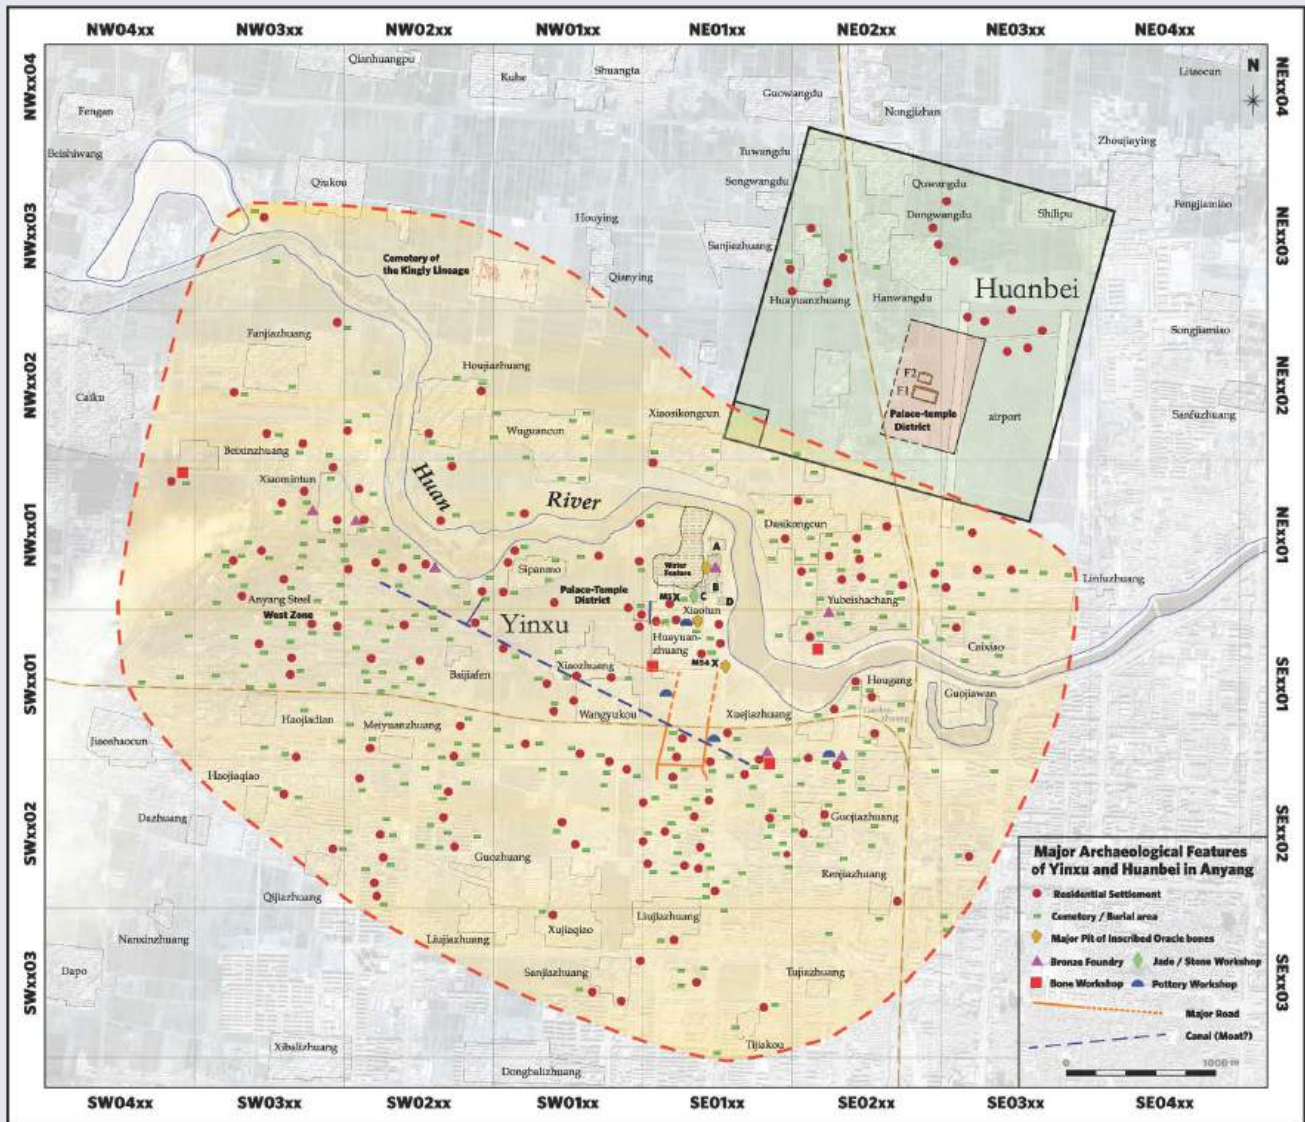 NW04xx NW03xx NW02xx NW01xx NE01xx NE02xx NE03xx NE04xx
NWxx04
NWxx03
NWxx02
NWxx01
SWxx01
SWxx02
SWxx03
NExx04
NExx03
NExx02
NExx01
SExx01
SExx02
SExx03
N
Qianhuangpu
Kuhe
Shuangta
Guowangdu
Nongjizhan
Litaocun
Fengan
Beishiwang
Qiukou
Tuwangdu
Songwangdu
Zhoujiaying
Quwangdu
Dongwangdu
Shilipu
Fengjiamiao
Houying
Sanjiazhuang
Qianying
Cemetery of
the Kingly Lineage
Huayuanzhuang
Hanwangdu
Huanbei
Songjiamiao
Fanjiazhuang
Houjiazhuang
F2
F1
Palace-temple
District
airport
Sanfuzhuang
Caiku
Xiaosikongcun
Wuguancun
Beixinzhuang
Xiaomintun
Huan
River
Dasikongcun
Water
Feature
A
B
C
D
Sipanmo
Palace-Temple
District
M5 X
Xiaotun
Yubeishachang
Linfuzhuang
Anyang Steel
West Zone
Yinxu
Huayuan-
zhuang
M54 X
Caixiao
Baijiafen
Xiaozhuang
Hougang
Guojiawan
Haojiadian
Meiyuanzhuang
Wangyukou
Xuejiazhuang
Jiaoshaocun
Haojiaqiao
Dazhuang
Guozhuang
Guojiazhuang
Renjiazhuang
Qijiazhuang
Nanxinzhuang
Liujiazhuang
Xujiaqiao
Liujiazhuang
Dapo
Sanjiazhuang
Tujiazhuang
Xibalizhuang
Tijiakou
Dongbalizhuang
Major Archaeological Features
of Yinxu and Huanbei in Anyang
Residential Settlement
Cemetery / Burial area
Major Pit of Inscribed Oracle bones
Bronze Foundry Jade / Stone Workshop
Bone Workshop Pottery Workshop
Major Road
Canal (Moat?)
0 1000 m
SW04xx SW03xx SW02xx SW01xx SE01xx SE02xx SE03xx SE04xx